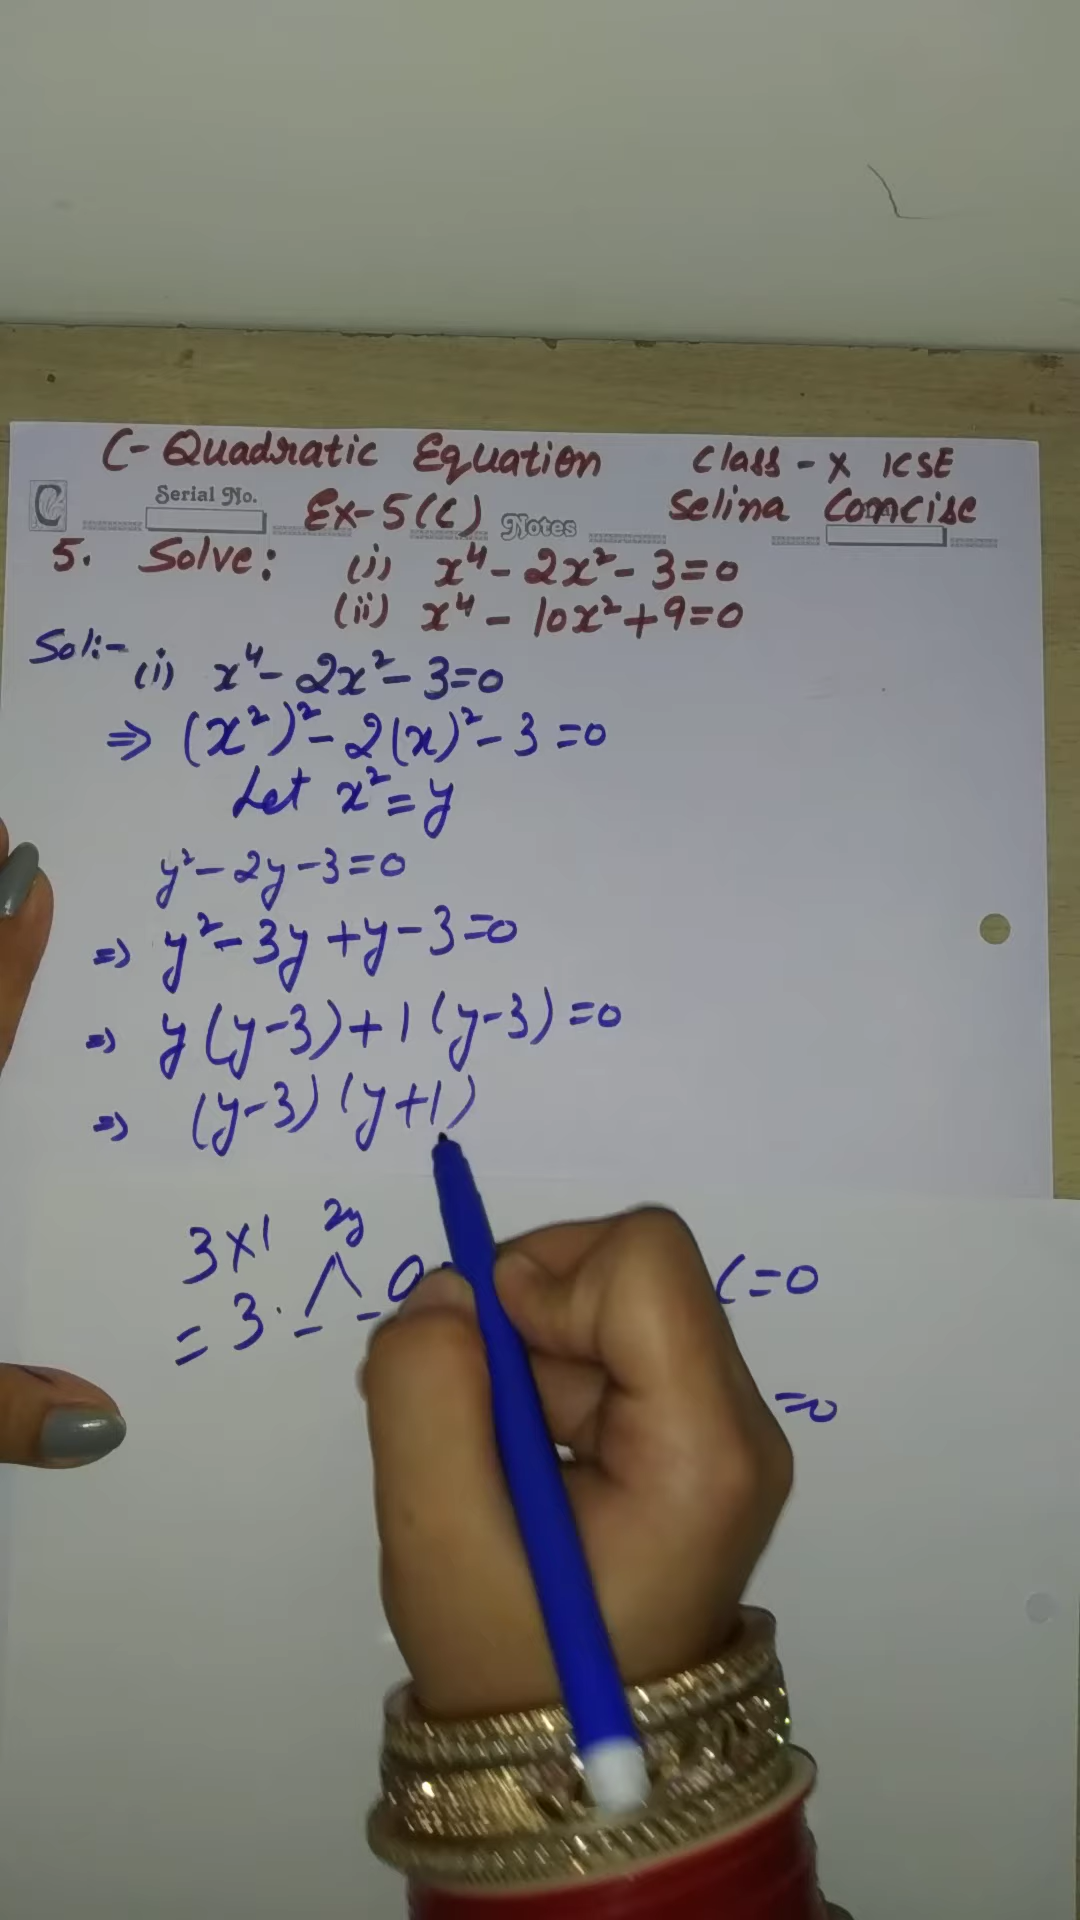 C- Quadratic Equation Class - X ICSE
C Serial No. Ex-5(C) Notes Selina Concise
5. Solve: (i) x⁴ - 2x² - 3 = 0
(ii) x⁴ - 10x² + 9 = 0
Sol:- (i) x⁴ - 2x² - 3 = 0
⇒ (x²)² - 2(x)² - 3 = 0
Let x² = y
y² - 2y - 3 = 0
⇒ y² - 3y + y - 3 = 0
⇒ y(y-3) + 1(y-3) = 0
⇒ (y-3)(y+1)
3×1 2y
= 3. =0
=0